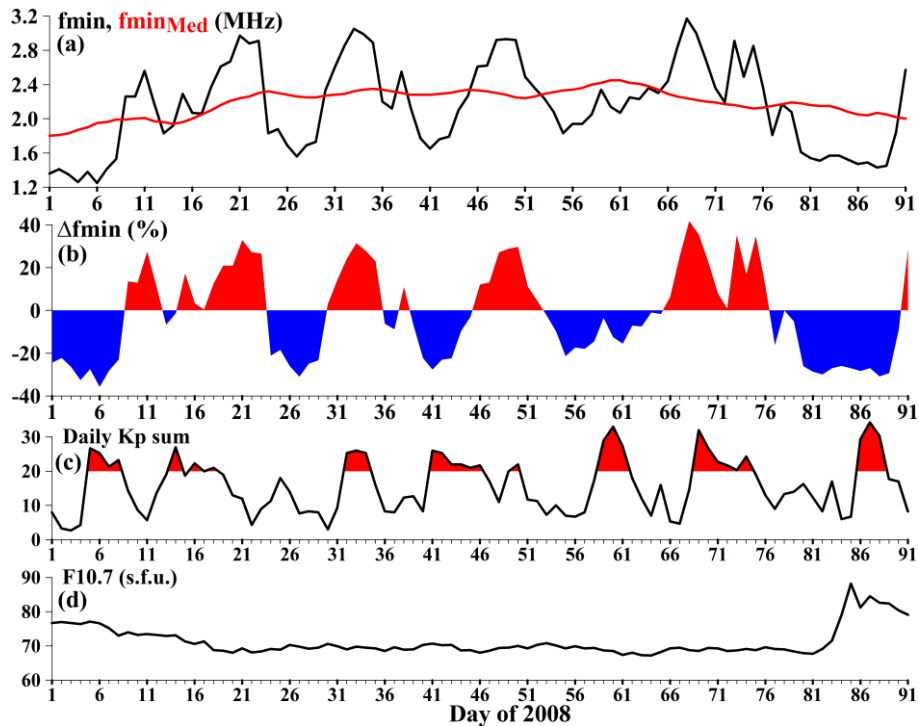 fmin, fminMed (MHz)
(a)
3.2
2.8
2.4
2.0
1.6
1.2
1 6 11 16 21 26 31 36 41 46 51 56 61 66 71 76 81 86 91
Δfmin (%)
(b)
40
20
0
-20
-40
1 6 11 16 21 26 31 36 41 46 51 56 61 66 71 76 81 86 91
Daily Kp sum
(c)
30
20
10
0
1 6 11 16 21 26 31 36 41 46 51 56 61 66 71 76 81 86 91
F10.7 (s.f.u.)
(d)
90
80
70
60
1 6 11 16 21 26 31 36 41 46 51 56 61 66 71 76 81 86 91
Day of 2008